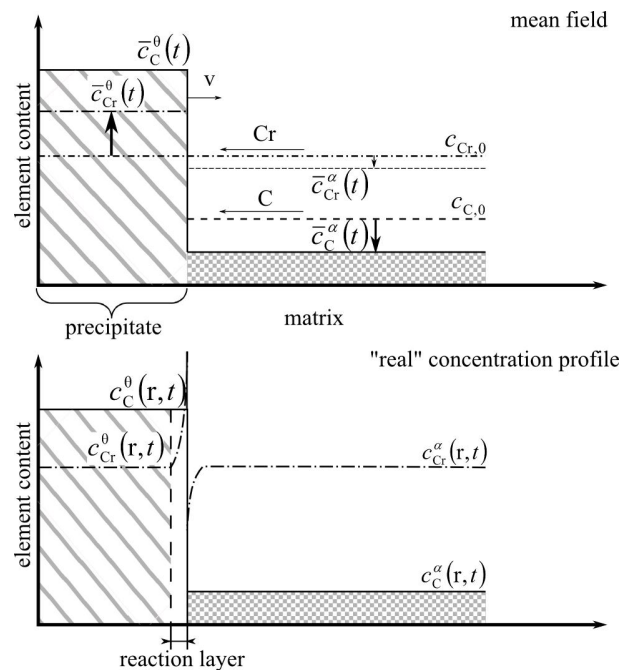 mean field
c̅_C^θ(t)
c̅_Cr^θ(t)
v
Cr
c_Cr,0
c̅_Cr^α(t)
C
c_C,0
c̅_C^α(t)
element content
precipitate
matrix
"real" concentration profile
c_C^θ(r,t)
c_Cr^θ(r,t)
c_Cr^α(r,t)
c_C^α(r,t)
element content
reaction layer